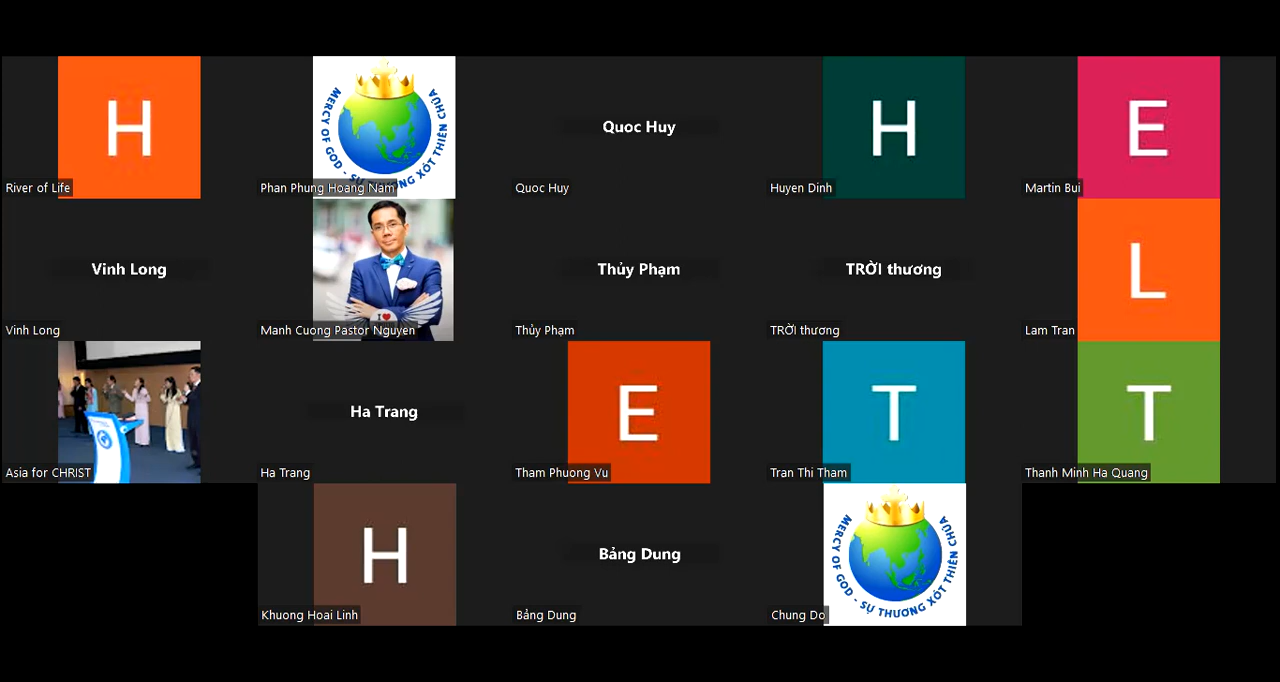 H
River of Life
MERCY OF GOD - SỰ THƯƠNG XÓT THIÊN CHÚA
Phan Phung Hoang Nam
Quoc Huy
Quoc Huy
H
Huyen Dinh
E
Martin Bui
Vinh Long
Vinh Long
I ❤
Manh Cuong Pastor Nguyen
Thủy Phạm
Thủy Phạm
TRỜI thương
TRỜI thương
L
Lam Tran
Asia for CHRIST
Ha Trang
Ha Trang
E
Tham Phuong Vu
T
Tran Thi Tham
T
Thanh Minh Ha Quang
H
Khuong Hoai Linh
Bảng Dung
Bảng Dung
MERCY OF GOD - SỰ THƯƠNG XÓT THIÊN CHÚA
Chung Do